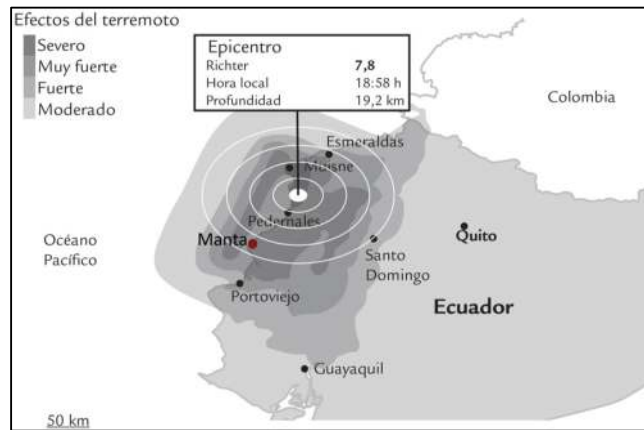 Efectos del terremoto
Severo
Muy fuerte
Fuerte
Moderado
Epicentro
Richter 7,8
Hora local 18:58 h
Profundidad 19,2 km
Colombia
Esmeraldas
Muisne
Pedernales
Manta
Océano
Pacífico
Quito
Santo
Domingo
Portoviejo
Ecuador
Guayaquil
50 km